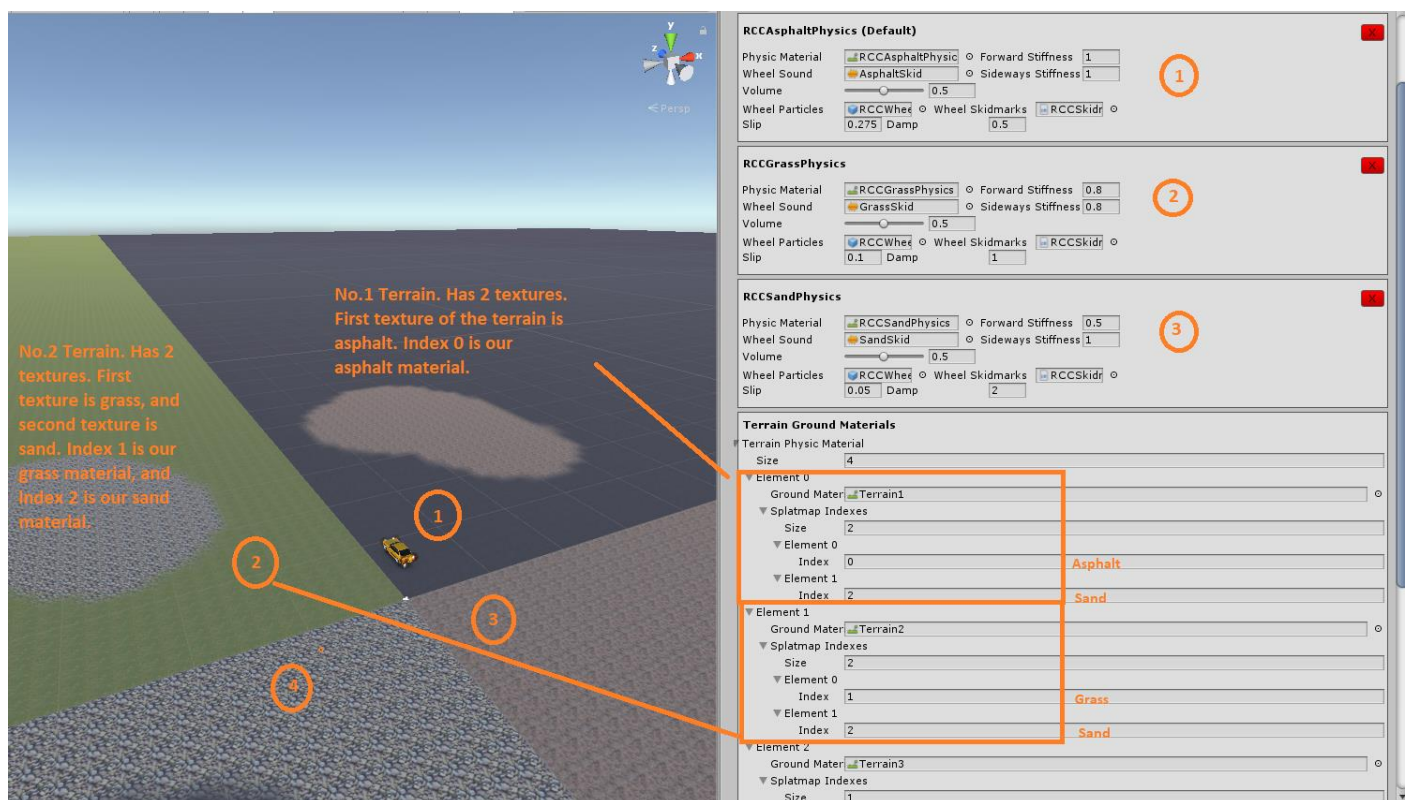 y
z
x
Persp
No.1 Terrain. Has 2 textures.
First texture of the terrain is
asphalt. Index 0 is our
asphalt material.
No.2 Terrain. Has 2
textures. First
texture is grass, and
second texture is
sand. Index 1 is our
grass material, and
Index 2 is our sand
material.
1
2
3
4
RCCAsphaltPhysics (Default)
X
Physic Material RCCAsphaltPhysic Forward Stiffness 1
Wheel Sound AsphaltSkid Sideways Stiffness 1
Volume 0.5
Wheel Particles RCCWhee Wheel Skidmarks RCCSkidr
Slip 0.275 Damp 0.5
1
RCCGrassPhysics
X
Physic Material RCCGrassPhysics Forward Stiffness 0.8
Wheel Sound GrassSkid Sideways Stiffness 0.8
Volume 0.5
Wheel Particles RCCWhee Wheel Skidmarks RCCSkidr
Slip 0.1 Damp 1
2
RCCSandPhysics
X
Physic Material RCCSandPhysics Forward Stiffness 0.5
Wheel Sound SandSkid Sideways Stiffness 1
Volume 0.5
Wheel Particles RCCWhee Wheel Skidmarks RCCSkidr
Slip 0.05 Damp 2
3
Terrain Ground Materials
Terrain Physic Material
Size 4
Element 0
Ground Mater Terrain1
Splatmap Indexes
Size 2
Element 0
Index 0 Asphalt
Element 1
Index 2 Sand
Element 1
Ground Mater Terrain2
Splatmap Indexes
Size 2
Element 0
Index 1 Grass
Element 1
Index 2 Sand
Element 2
Ground Mater Terrain3
Splatmap Indexes
Size 1